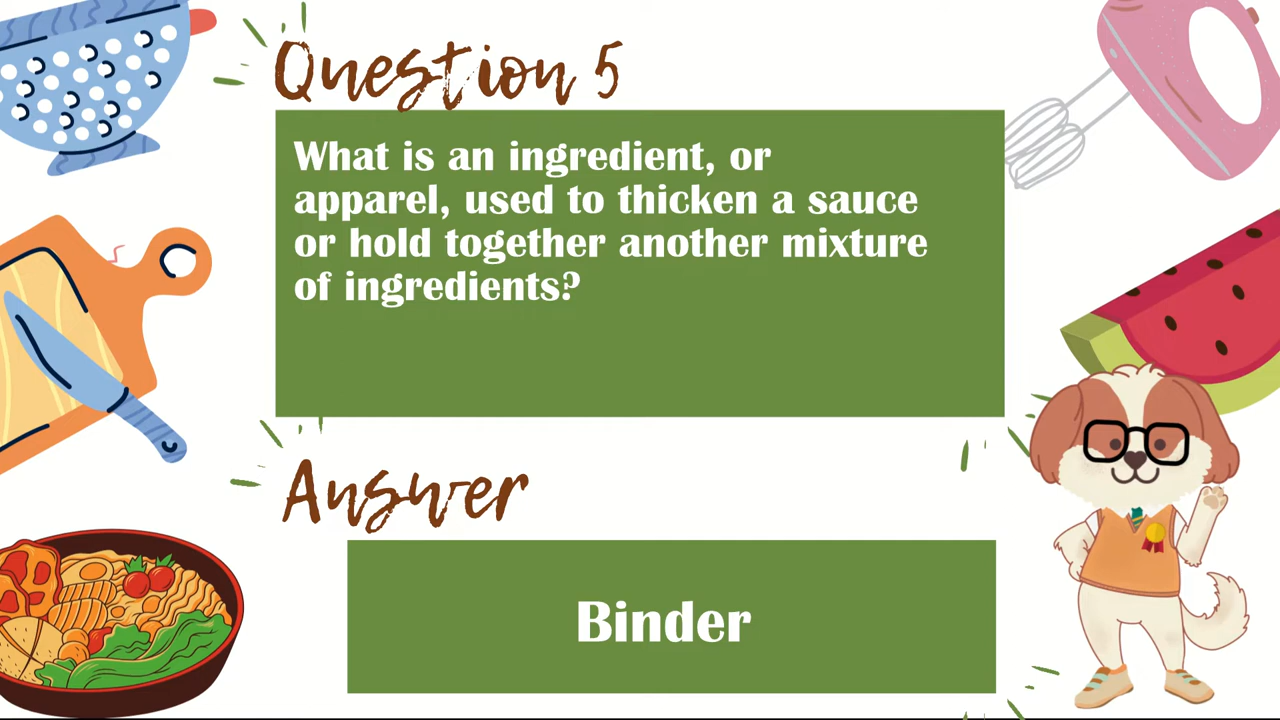 Question 5
What is an ingredient, or
apparel, used to thicken a sauce
or hold together another mixture
of ingredients?
Answer
Binder